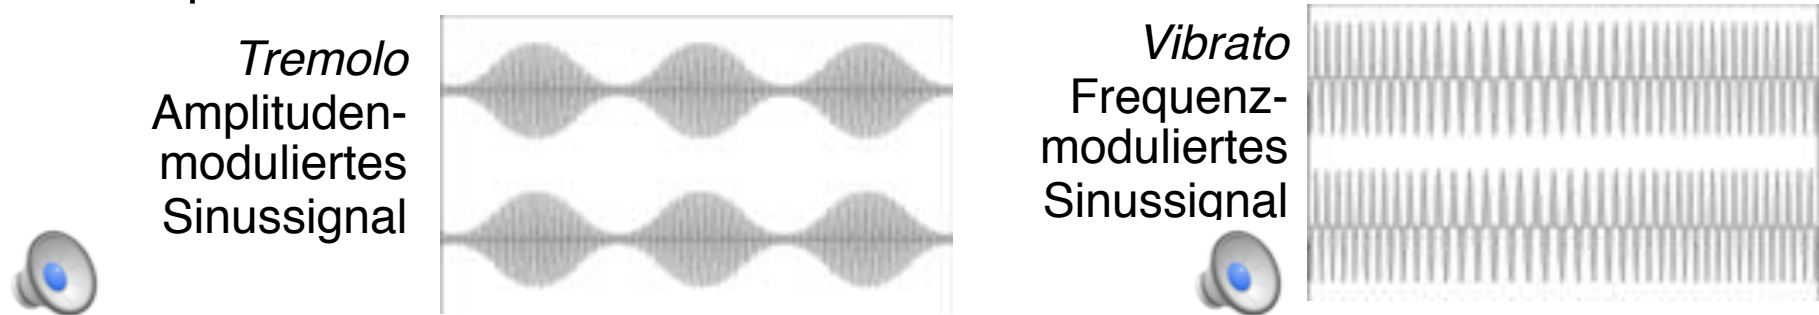 Tremolo
Amplituden-
moduliertes
Sinussignal
Vibrato
Frequenz-
moduliertes
Sinussignal